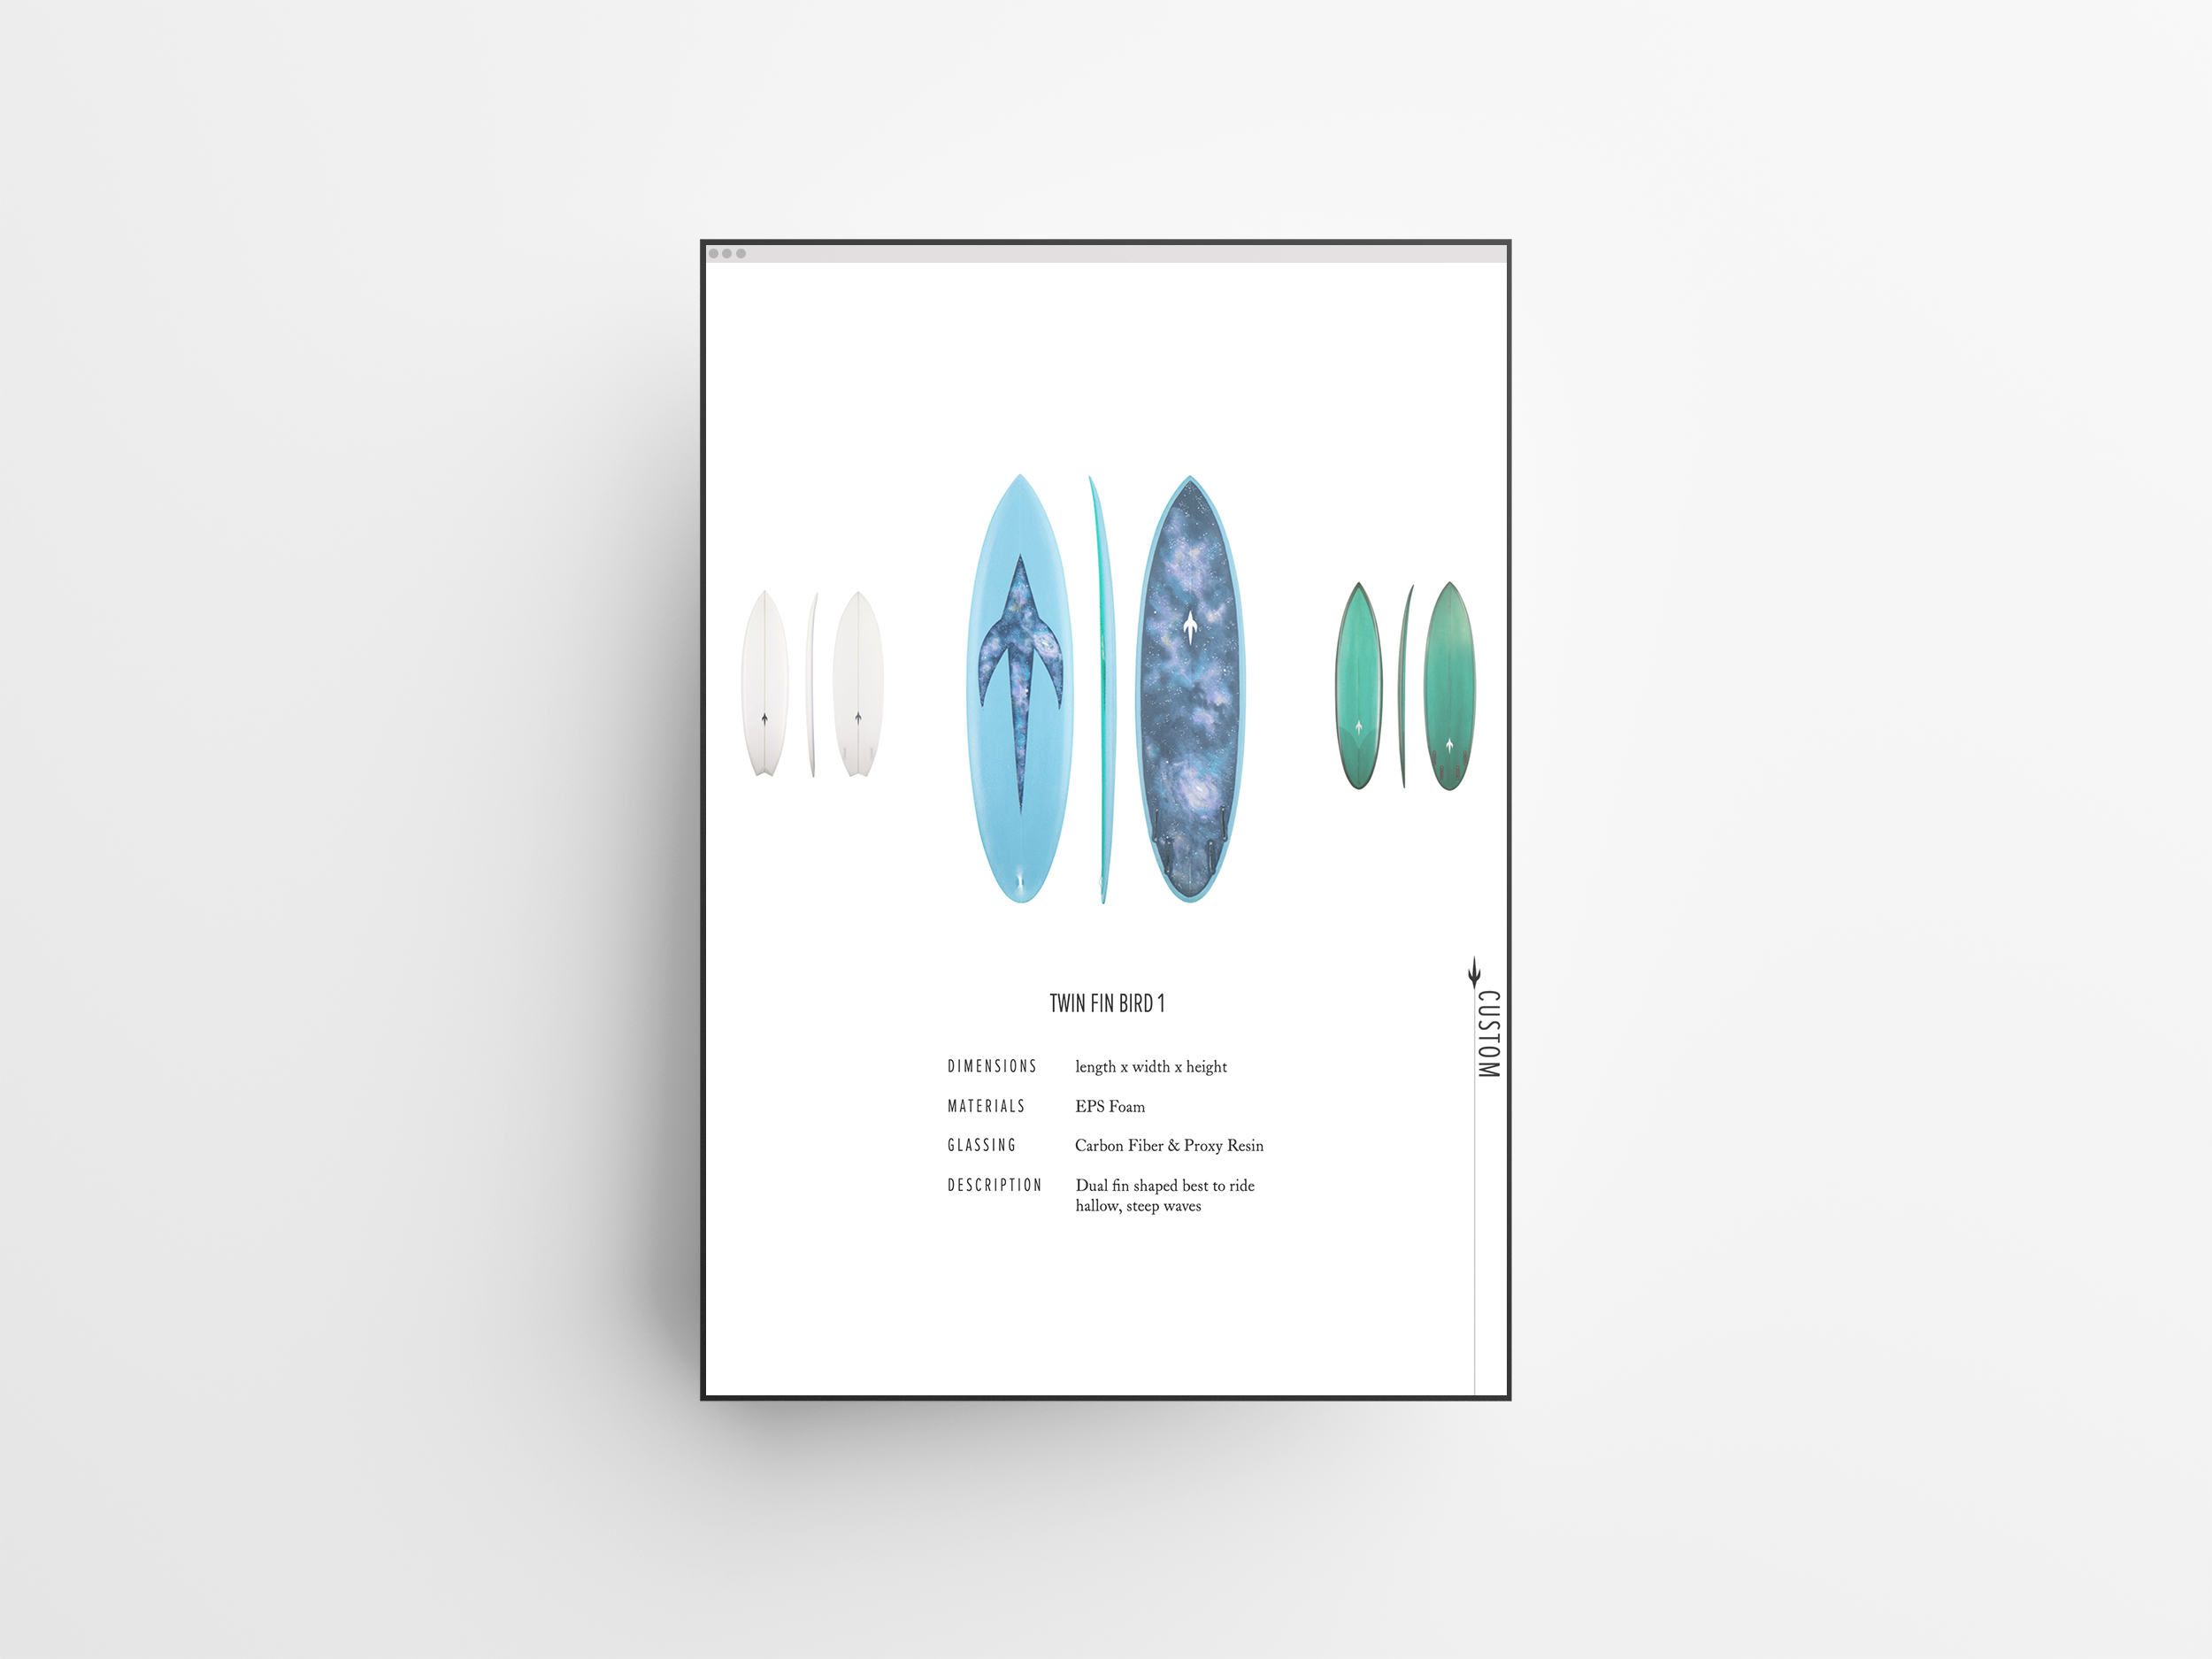 TWIN FIN BIRD 1
DIMENSIONS length x width x height
MATERIALS EPS Foam
GLASSING Carbon Fiber & Proxy Resin
DESCRIPTION Dual fin shaped best to ride
hallow, steep waves
CUSTOM